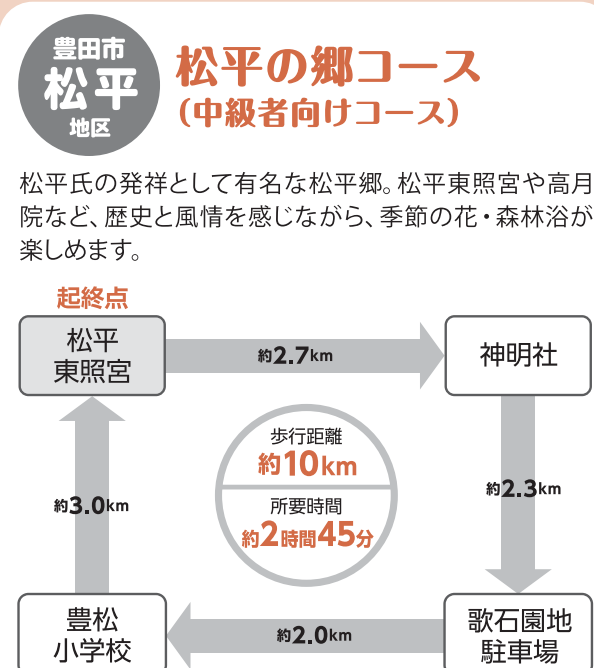 豊田市
松平
地区
松平の郷コース
（中級者向けコース）
松平氏の発祥として有名な松平郷。松平東照宮や高月
院など、歴史と風情を感じながら、季節の花・森林浴が
楽しめます。
起終点
松平
東照宮
約2.7km
神明社
歩行距離
約10km
所要時間
約2時間45分
約3.0km
約2.3km
豊松
小学校
約2.0km
歌石園地
駐車場